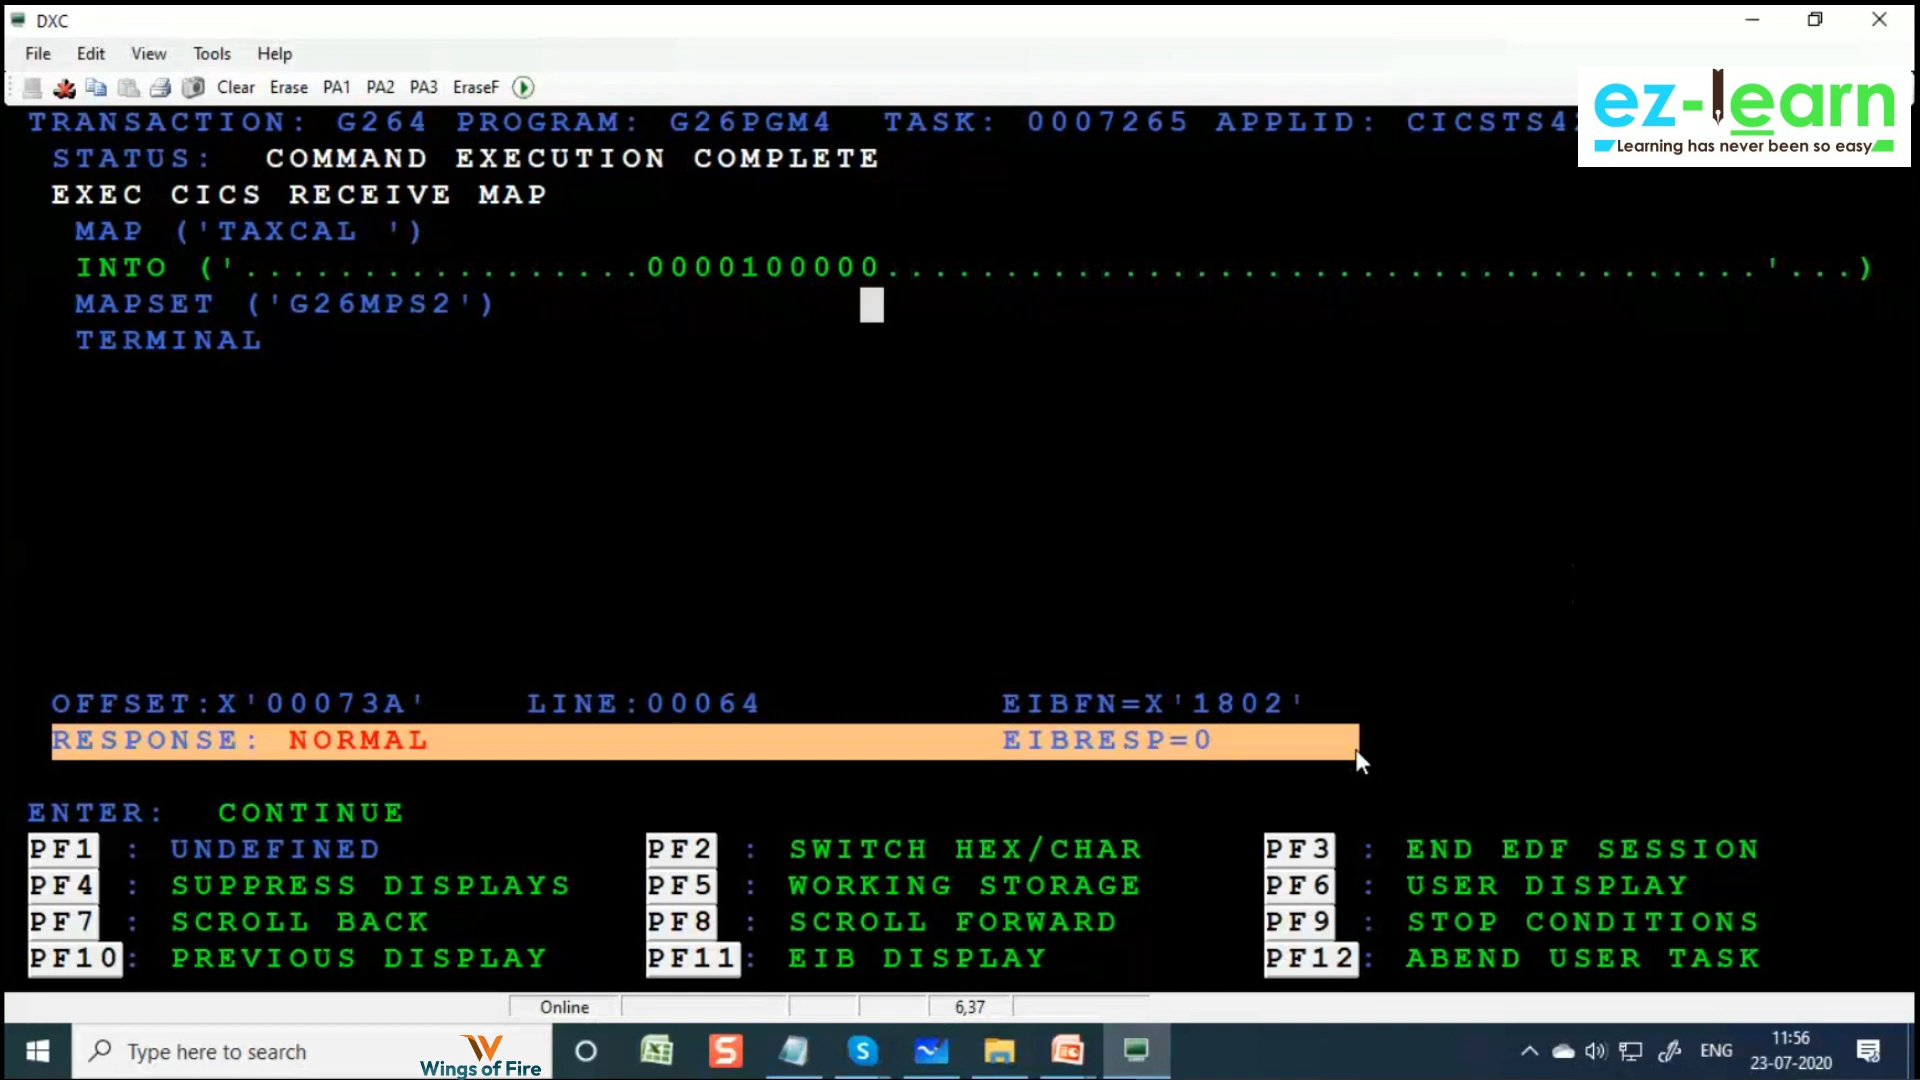 DXC
File Edit View Tools Help
Clear Erase PA1 PA2 PA3 EraseF
ez-learn
Learning has never been so easy
TRANSACTION: G264 PROGRAM: G26PGM4 TASK: 0007265 APPLID: CICSTS42
STATUS: COMMAND EXECUTION COMPLETE
EXEC CICS RECEIVE MAP
MAP ('TAXCAL ')
INTO ('.................0000100000.....................................'...)
MAPSET ('G26MPS2')
TERMINAL
OFFSET:X'00073A' LINE:00064 EIBFN=X'1802'
RESPONSE: NORMAL EIBRESP=0
ENTER: CONTINUE
PF1 : UNDEFINED PF2 : SWITCH HEX/CHAR PF3 : END EDF SESSION
PF4 : SUPPRESS DISPLAYS PF5 : WORKING STORAGE PF6 : USER DISPLAY
PF7 : SCROLL BACK PF8 : SCROLL FORWARD PF9 : STOP CONDITIONS
PF10: PREVIOUS DISPLAY PF11: EIB DISPLAY PF12: ABEND USER TASK
Online 6,37
Type here to search Wings of Fire ENG 11:56
23-07-2020